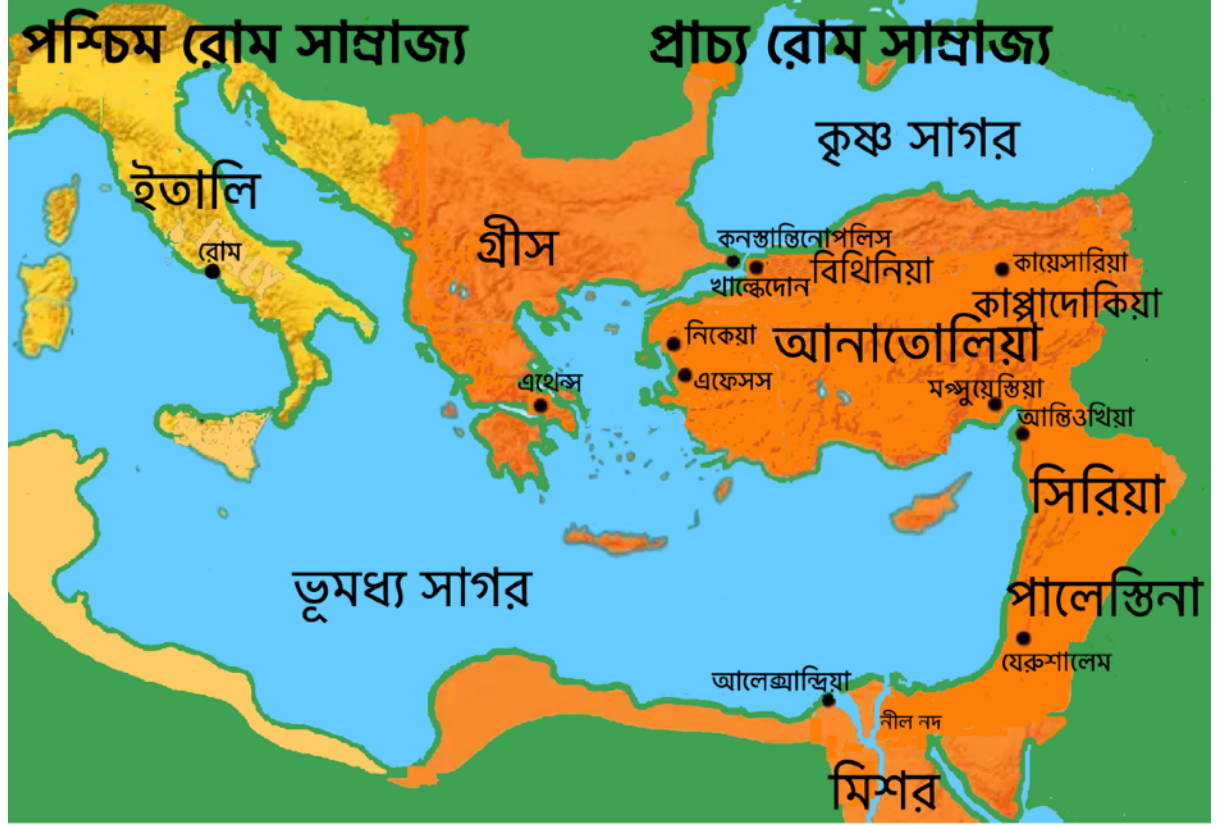 পশ্চিম রোম সাম্রাজ্য
প্রাচ্য রোম সাম্রাজ্য
কৃষ্ণ সাগর
ইতালি
রোম
গ্রীস
কনস্তান্তিনোপলিস
খাল্কেদোন
বিথিনিয়া
কায়েসারিয়া
কাপ্পাদোকিয়া
নিকেয়া
আনাতোলিয়া
এথেন্স
এফেসস
মপ্সুয়েস্তিয়া
আন্তিওখিয়া
সিরিয়া
ভূমধ্য সাগর
পালেস্তিনা
যেরুশালেম
আলেক্সান্দ্রিয়া
নীল নদ
মিশর